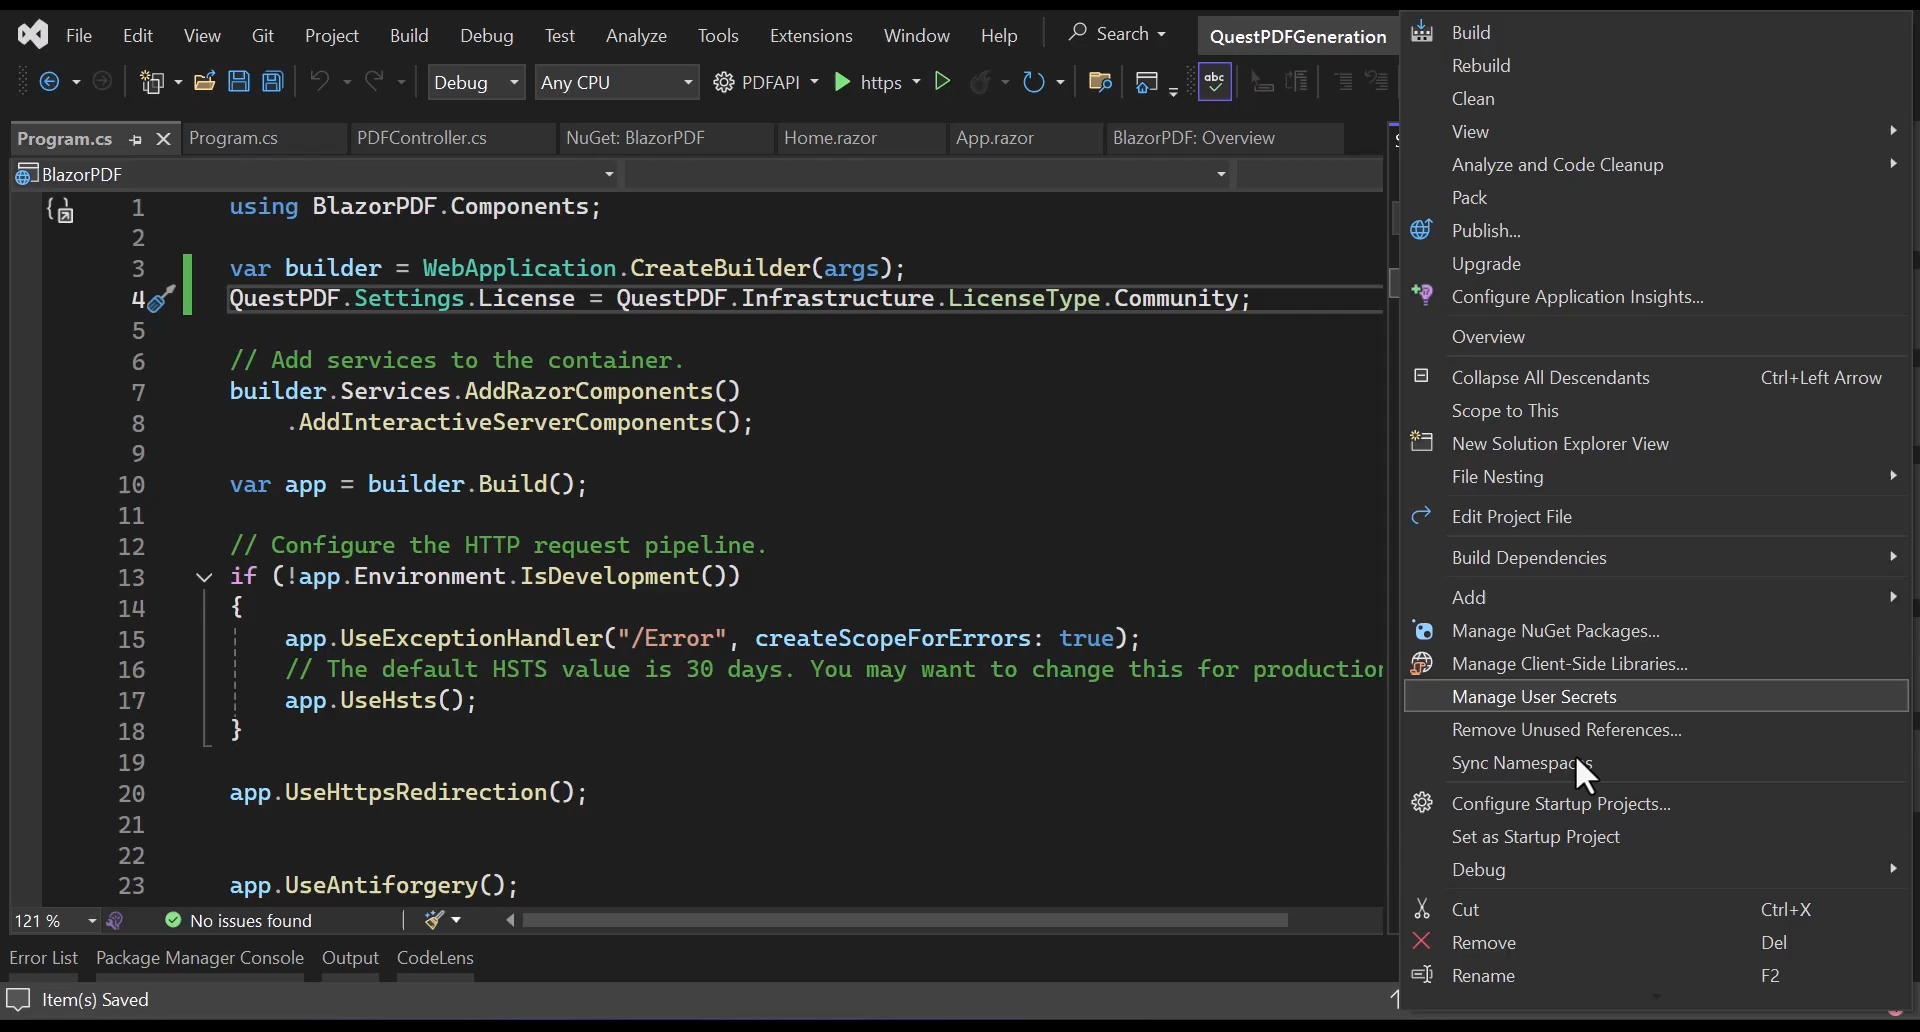 File Edit View Git Project Build Debug Test Analyze Tools Extensions Window Help Search QuestPDFGeneration
Debug Any CPU PDFAPI https abc
Program.cs Program.cs PDFController.cs NuGet: BlazorPDF Home.razor App.razor BlazorPDF: Overview
BlazorPDF
1 using BlazorPDF.Components;
2
3 var builder = WebApplication.CreateBuilder(args);
4 QuestPDF.Settings.License = QuestPDF.Infrastructure.LicenseType.Community;
5
6 // Add services to the container.
7 builder.Services.AddRazorComponents()
8 .AddInteractiveServerComponents();
9
10 var app = builder.Build();
11
12 // Configure the HTTP request pipeline.
13 if (!app.Environment.IsDevelopment())
14 {
15 app.UseExceptionHandler("/Error", createScopeForErrors: true);
16 // The default HSTS value is 30 days. You may want to change this for production
17 app.UseHsts();
18 }
19
20 app.UseHttpsRedirection();
21
22
23 app.UseAntiforgery();
121 % No issues found
Error List Package Manager Console Output CodeLens
Item(s) Saved
Build
Rebuild
Clean
View
Analyze and Code Cleanup
Pack
Publish...
Upgrade
Configure Application Insights...
Overview
Collapse All Descendants Ctrl+Left Arrow
Scope to This
New Solution Explorer View
File Nesting
Edit Project File
Build Dependencies
Add
Manage NuGet Packages...
Manage Client-Side Libraries...
Manage User Secrets
Remove Unused References...
Sync Namespaces
Configure Startup Projects...
Set as Startup Project
Debug
Cut Ctrl+X
Remove Del
Rename F2